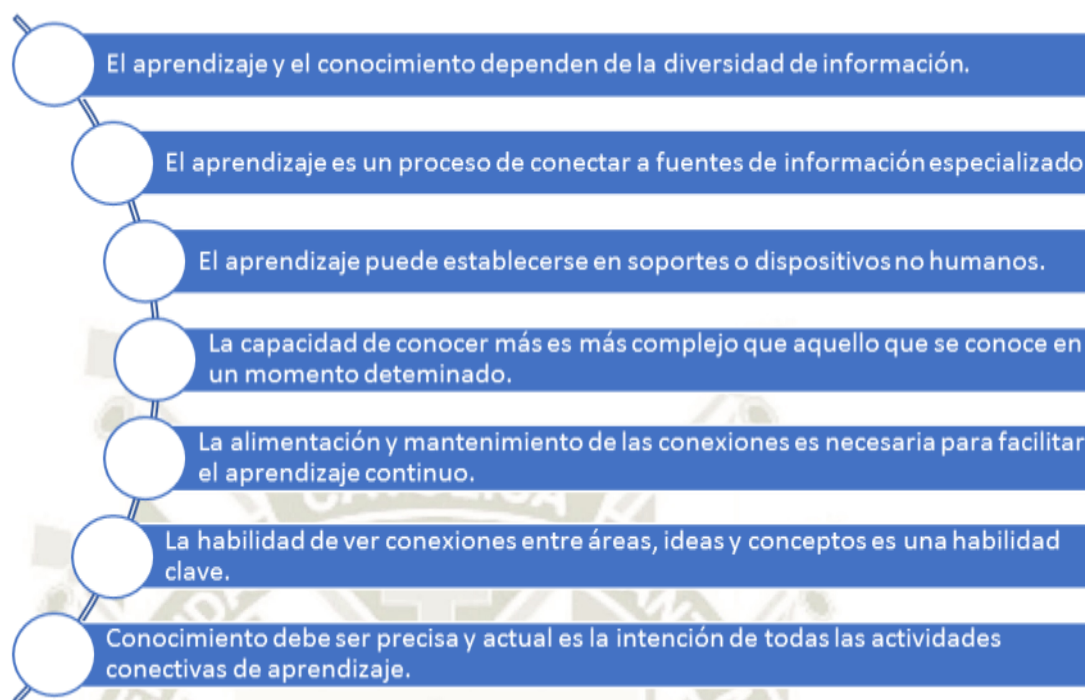 El aprendizaje y el conocimiento dependen de la diversidad de información.
El aprendizaje es un proceso de conectar a fuentes de información especializado
El aprendizaje puede establecerse en soportes o dispositivos no humanos.
La capacidad de conocer más es más complejo que aquello que se conoce en
un momento deteminado.
La alimentación y mantenimiento de las conexiones es necesaria para facilitar
el aprendizaje continuo.
La habilidad de ver conexiones entre áreas, ideas y conceptos es una habilidad
clave.
Conocimiento debe ser precisa y actual es la intención de todas las actividades
conectivas de aprendizaje.